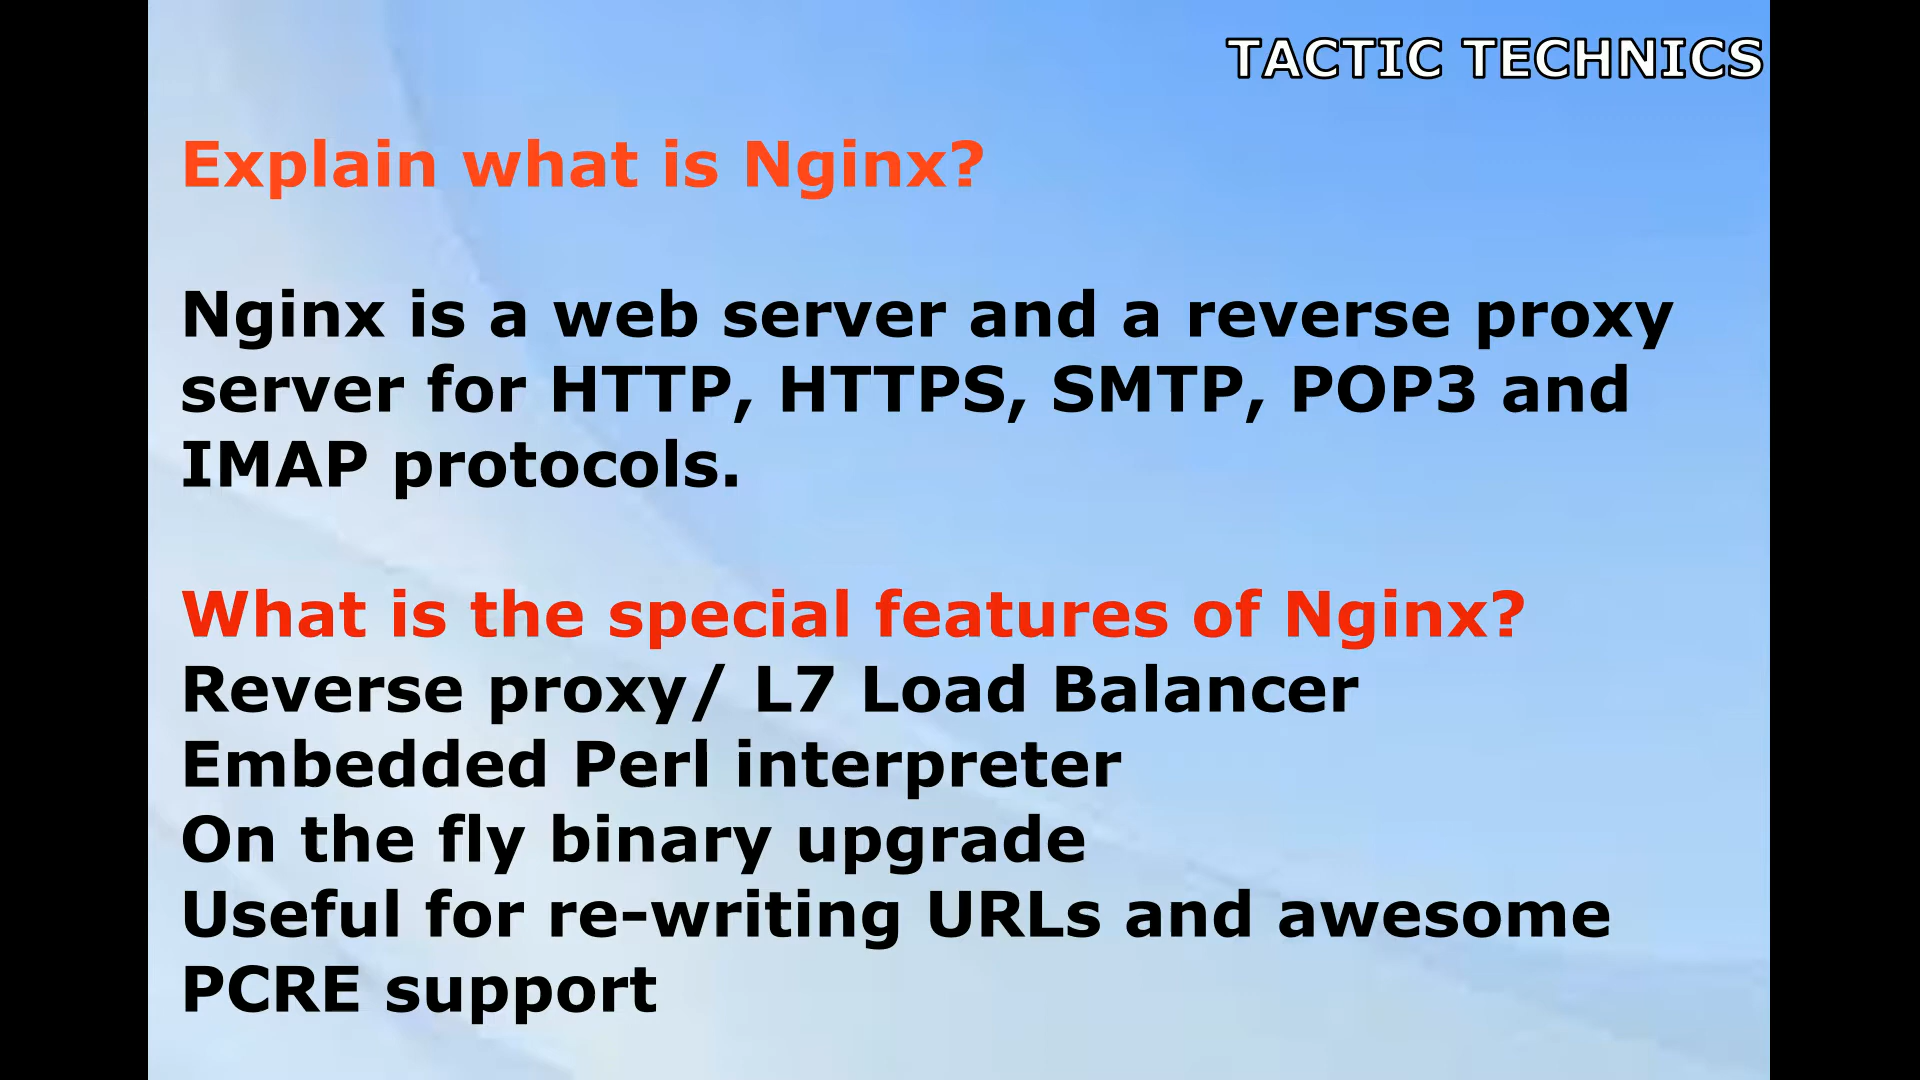 TACTIC TECHNICS
Explain what is Nginx?
Nginx is a web server and a reverse proxy
server for HTTP, HTTPS, SMTP, POP3 and
IMAP protocols.
What is the special features of Nginx?
Reverse proxy/ L7 Load Balancer
Embedded Perl interpreter
On the fly binary upgrade
Useful for re-writing URLs and awesome
PCRE support